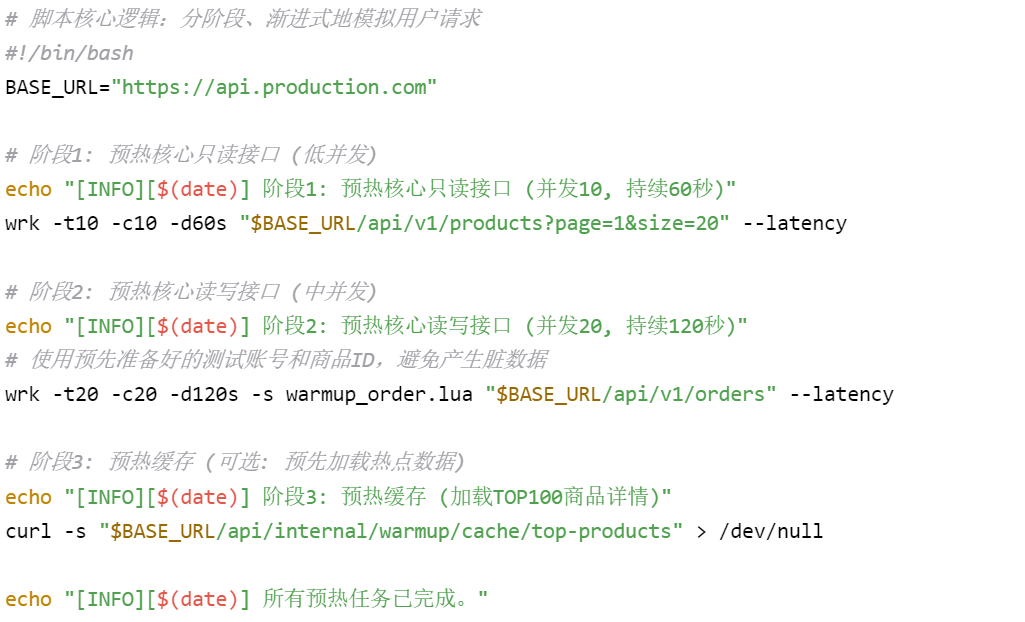 # 脚本核心逻辑：分阶段、渐进式地模拟用户请求
#!/bin/bash
BASE_URL="https://api.production.com"
# 阶段1: 预热核心只读接口 (低并发)
echo "[INFO][$(date)] 阶段1: 预热核心只读接口 (并发10, 持续60秒)"
wrk -t10 -c10 -d60s "$BASE_URL/api/v1/products?page=1&size=20" --latency
# 阶段2: 预热核心读写接口 (中并发)
echo "[INFO][$(date)] 阶段2: 预热核心读写接口 (并发20, 持续120秒)"
# 使用预先准备好的测试账号和商品ID，避免产生脏数据
wrk -t20 -c20 -d120s -s warmup_order.lua "$BASE_URL/api/v1/orders" --latency
# 阶段3: 预热缓存 (可选: 预先加载热点数据)
echo "[INFO][$(date)] 阶段3: 预热缓存 (加载TOP100商品详情)"
curl -s "$BASE_URL/api/internal/warmup/cache/top-products" > /dev/null
echo "[INFO][$(date)] 所有预热任务已完成。"